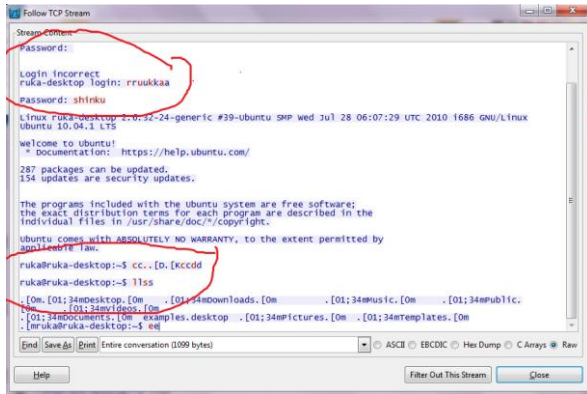 Follow TCP Stream
Stream Content
Password:
Login incorrect
ruka-desktop login: rruukkaa
Password: shinku
Linux ruka-desktop 2.6.32-24-generic #39-Ubuntu SMP Wed Jul 28 06:07:29 UTC 2010 i686 GNU/Linux
Ubuntu 10.04.1 LTS
Welcome to Ubuntu!
* Documentation: https://help.ubuntu.com/
287 packages can be updated.
154 updates are security updates.
The programs included with the Ubuntu system are free software;
the exact distribution terms for each program are described in the
individual files in /usr/share/doc/*/copyright.
Ubuntu comes with ABSOLUTELY NO WARRANTY, to the extent permitted by
applicable law.
ruka@ruka-desktop:~$ cc..[D.[Kccdd
ruka@ruka-desktop:~$ llss
.[0m.[01;34mDesktop.[0m .[01;34mDownloads.[0m .[01;34mMusic.[0m .[01;34mPublic.
[0m .[01;34mVideos.[0m
.[01;34mDocuments.[0m examples.desktop .[01;34mPictures.[0m .[01;34mTemplates.[0m
.[mruka@ruka-desktop:~$ ee
Find Save As Print Entire conversation (1099 bytes) ASCII EBCDIC Hex Dump C Arrays Raw
Help Filter Out This Stream Close